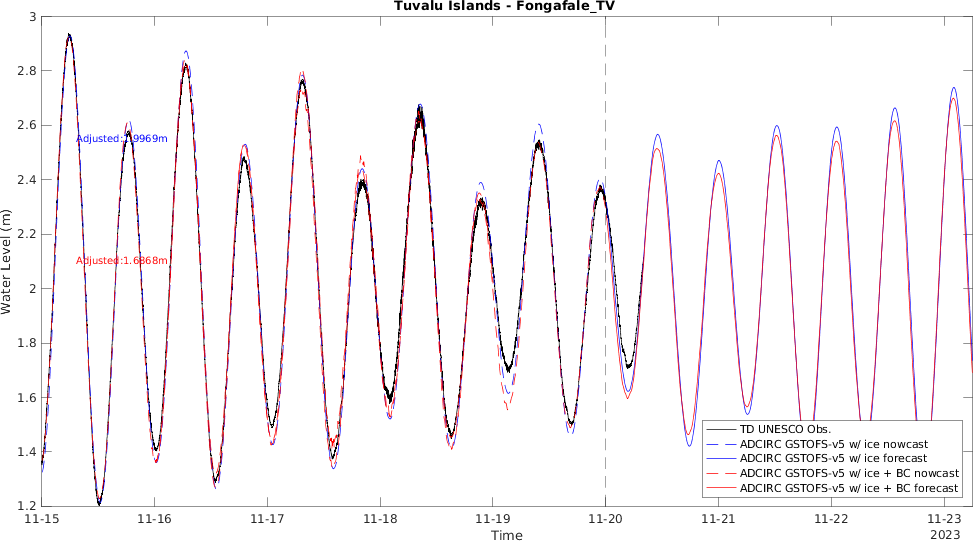 Tuvalu Islands - Fongafale_TV
3
2.8
2.6
2.4
2.2
2
1.8
1.6
1.4
1.2
Water Level (m)
Adjusted:1.9969m
Adjusted:1.6868m
TD UNESCO Obs.
ADCIRC GSTOFS-v5 w/ ice nowcast
ADCIRC GSTOFS-v5 w/ ice forecast
ADCIRC GSTOFS-v5 w/ ice + BC nowcast
ADCIRC GSTOFS-v5 w/ ice + BC forecast
11-15 11-16 11-17 11-18 11-19 11-20 11-21 11-22 11-23
Time 2023